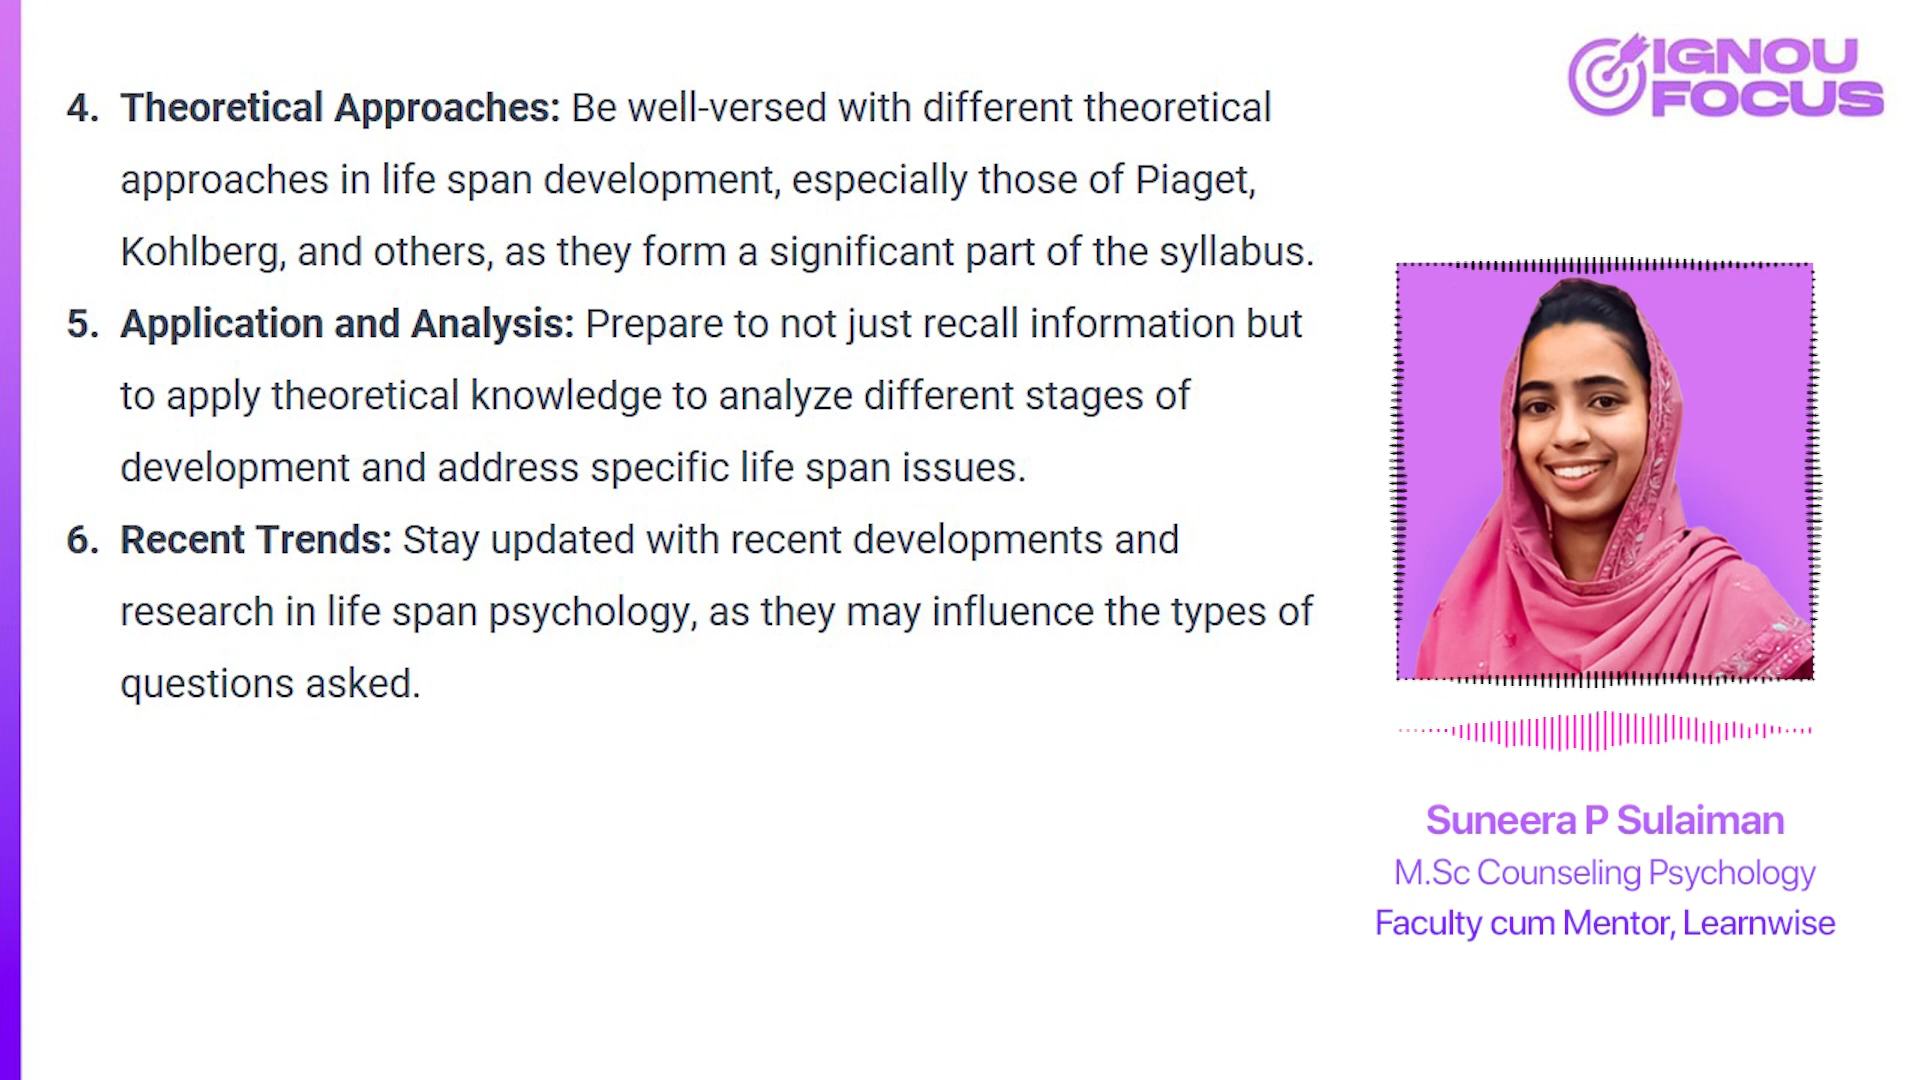 IGNOU
FOCUS
4. Theoretical Approaches: Be well-versed with different theoretical
approaches in life span development, especially those of Piaget,
Kohlberg, and others, as they form a significant part of the syllabus.
5. Application and Analysis: Prepare to not just recall information but
to apply theoretical knowledge to analyze different stages of
development and address specific life span issues.
6. Recent Trends: Stay updated with recent developments and
research in life span psychology, as they may influence the types of
questions asked.
Suneera P Sulaiman
M.Sc Counseling Psychology
Faculty cum Mentor, Learnwise